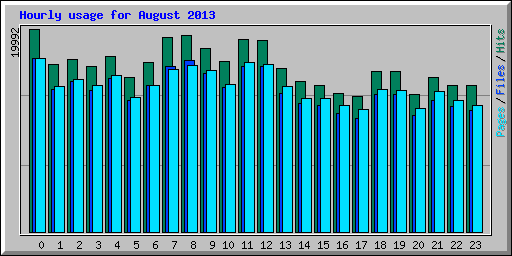 Hourly usage for August 2013
19992
Pages/Files/Hits
0 1 2 3 4 5 6 7 8 9 10 11 12 13 14 15 16 17 18 19 20 21 22 23